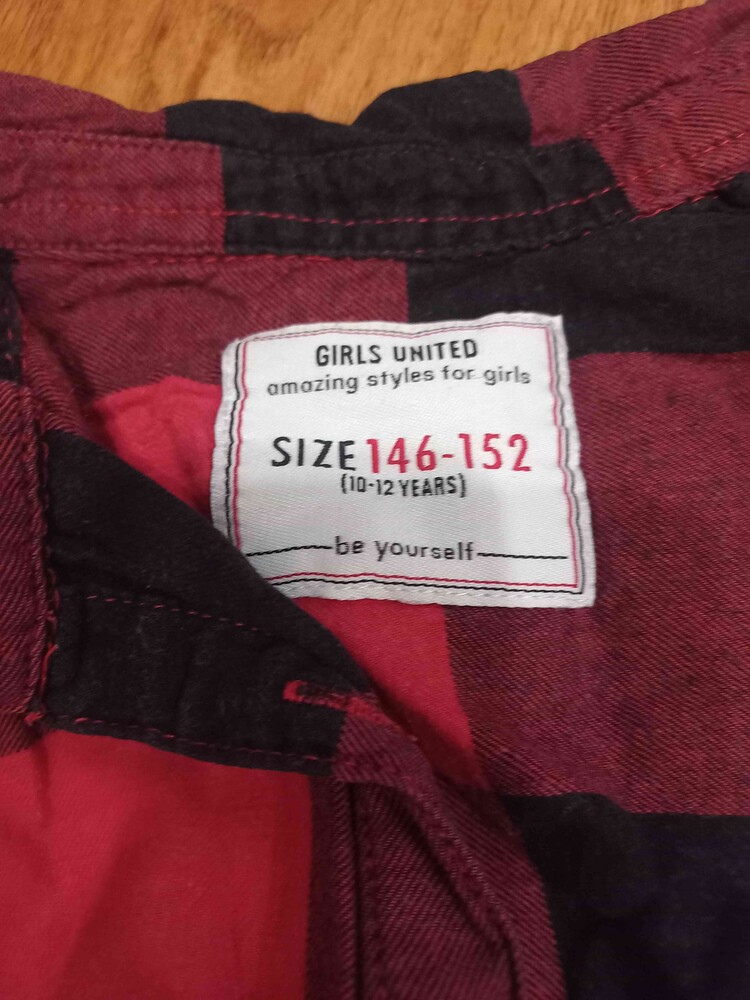 GIRLS UNITED
amazing styles for girls
SIZE 146-152
(10-12 YEARS)
be yourself